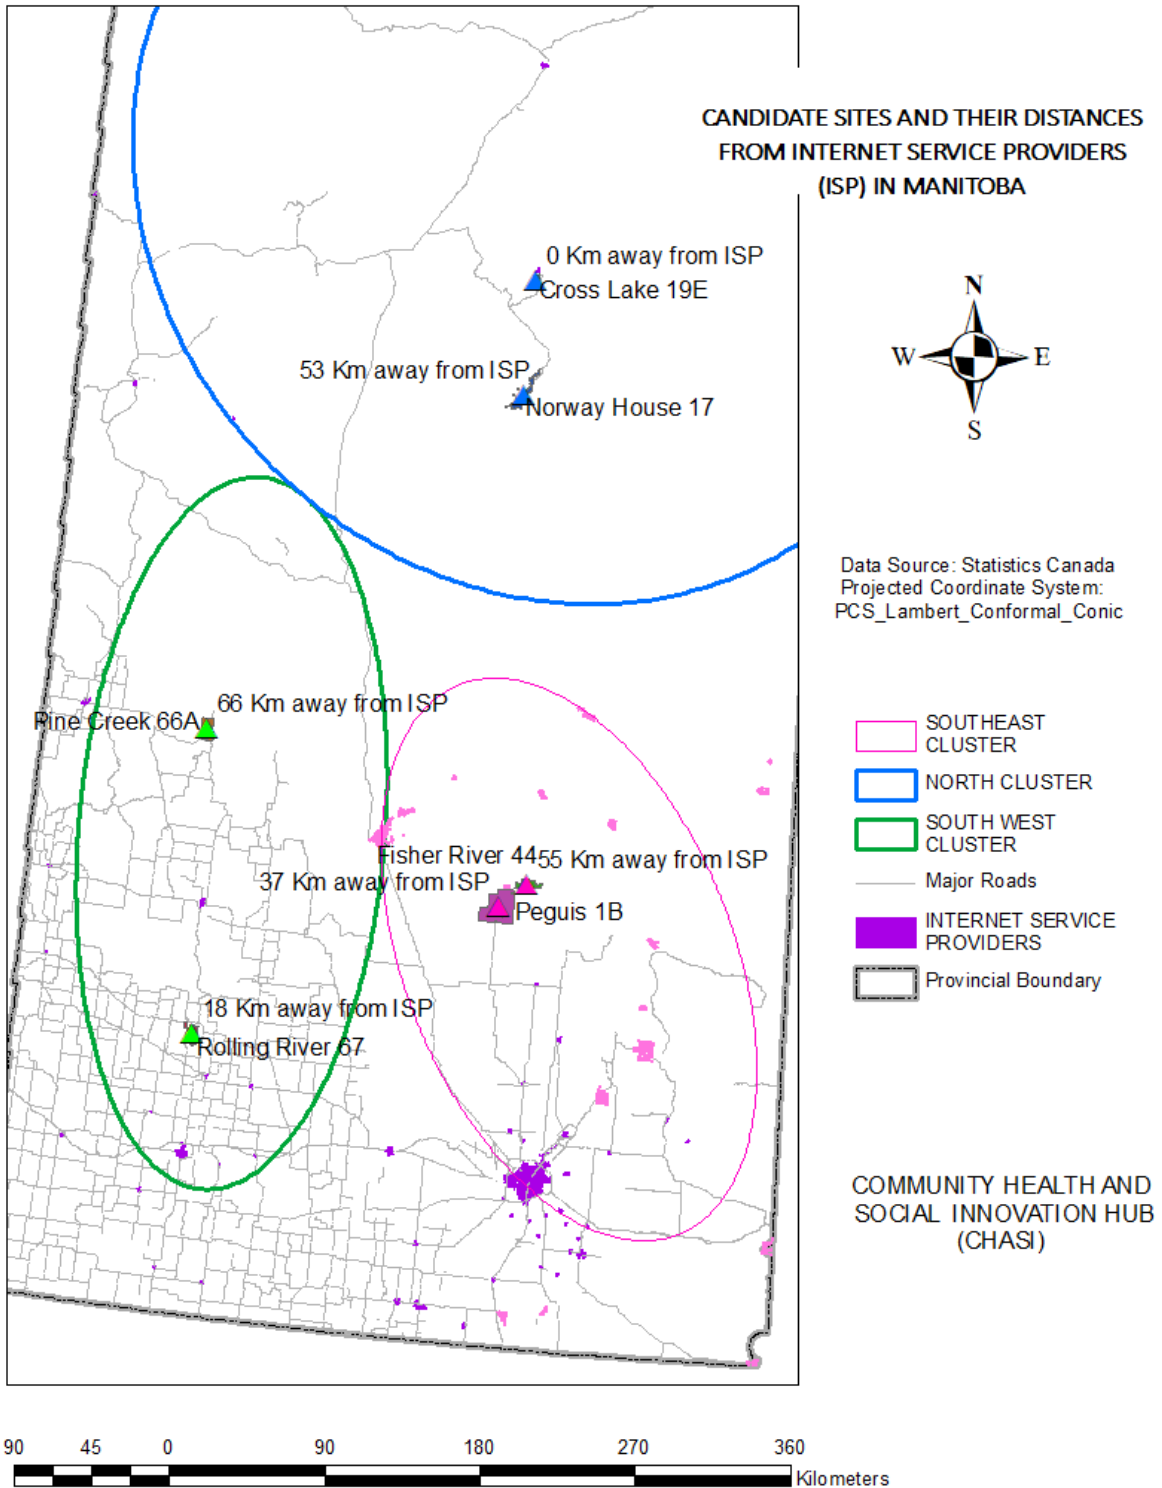 CANDIDATE SITES AND THEIR DISTANCES
FROM INTERNET SERVICE PROVIDERS
(ISP) IN MANITOBA
0 Km away from ISP
Cross Lake 19E
53 Km away from ISP
Norway House 17
66 Km away from ISP
Pine Creek 66A
Fisher River 44
55 Km away from ISP
37 Km away from ISP
Peguis 1B
18 Km away from ISP
Rolling River 67
N
W
E
S
Data Source: Statistics Canada
Projected Coordinate System:
PCS_Lambert_Conformal_Conic
SOUTHEAST
CLUSTER
NORTH CLUSTER
SOUTH WEST
CLUSTER
Major Roads
INTERNET SERVICE
PROVIDERS
Provincial Boundary
COMMUNITY HEALTH AND
SOCIAL INNOVATION HUB
(CHASI)
90 45 0 90 180 270 360
Kilometers